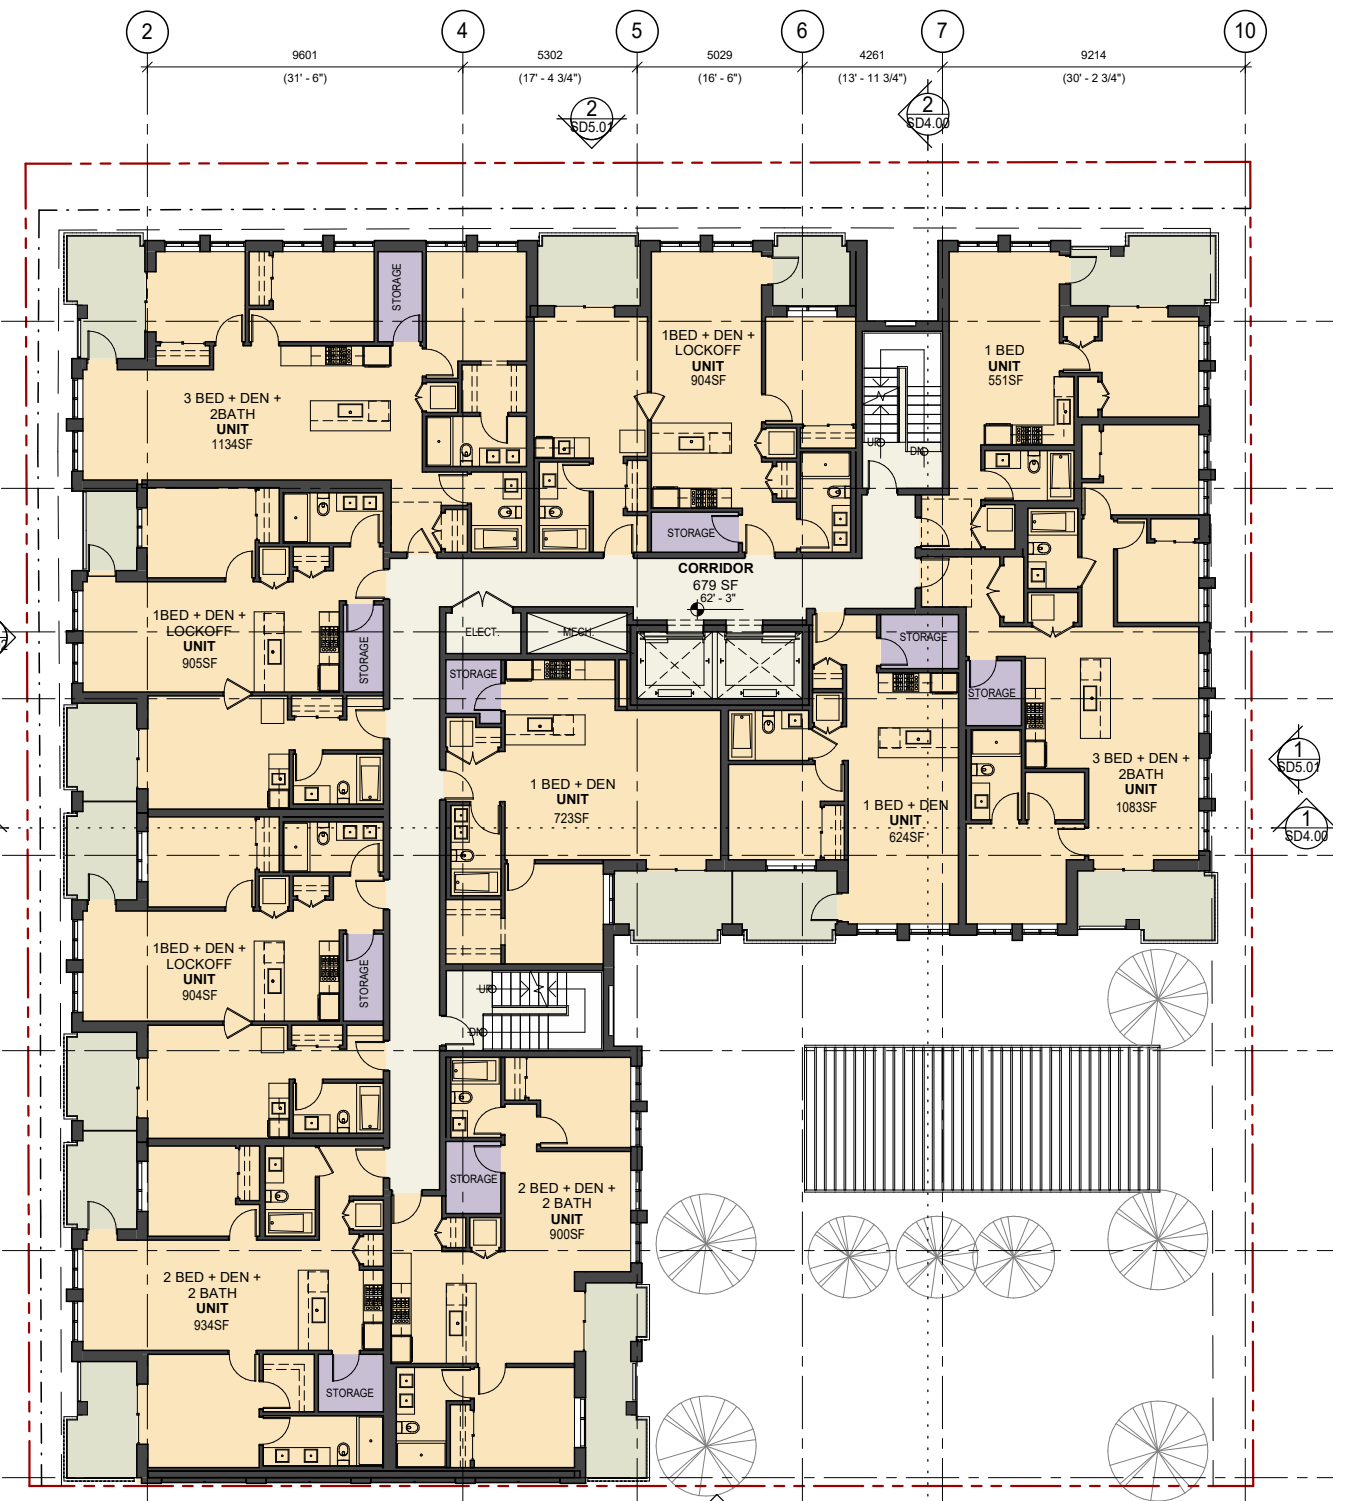 2
4
5
6
7
10
9601
5302
5029
4261
9214
(31' - 6")
(17' - 4 3/4")
(16' - 6")
(13' - 11 3/4")
(30' - 2 3/4")
2
SD5.01
2
SD4.00
STORAGE
3 BED + DEN +
2BATH
UNIT
1134SF
1BED + DEN +
LOCKOFF
UNIT
904SF
1 BED
UNIT
551SF
UP
DN
STORAGE
CORRIDOR
679 SF
62' - 3"
1BED + DEN +
LOCKOFF
UNIT
905SF
STORAGE
ELECT.
MECH.
STORAGE
STORAGE
STORAGE
1 BED + DEN
UNIT
723SF
1 BED + DEN
UNIT
624SF
3 BED + DEN +
2BATH
UNIT
1083SF
1
SD5.01
1
SD4.00
1BED + DEN +
LOCKOFF
UNIT
904SF
STORAGE
UP
DN
STORAGE
2 BED + DEN +
2 BATH
UNIT
900SF
2 BED + DEN +
2 BATH
UNIT
934SF
STORAGE